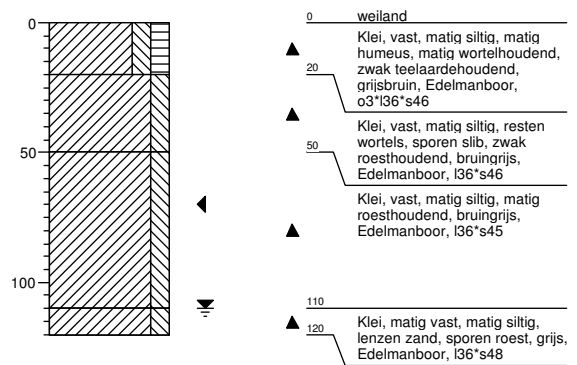 0
50
100
0 weiland
Klei, vast, matig siltig, matig
humeus, matig wortelhoudend,
zwak teelaardehoudend,
grijsbruin, Edelmanboor,
o3*l36*s46
20
Klei, vast, matig siltig, resten
wortels, sporen slib, zwak
roesthoudend, bruingrijs,
Edelmanboor, l36*s46
50
Klei, vast, matig siltig, matig
roesthoudend, bruingrijs,
Edelmanboor, l36*s45
110
Klei, matig vast, matig siltig,
lenzen zand, sporen roest, grijs,
Edelmanboor, l36*s48
120